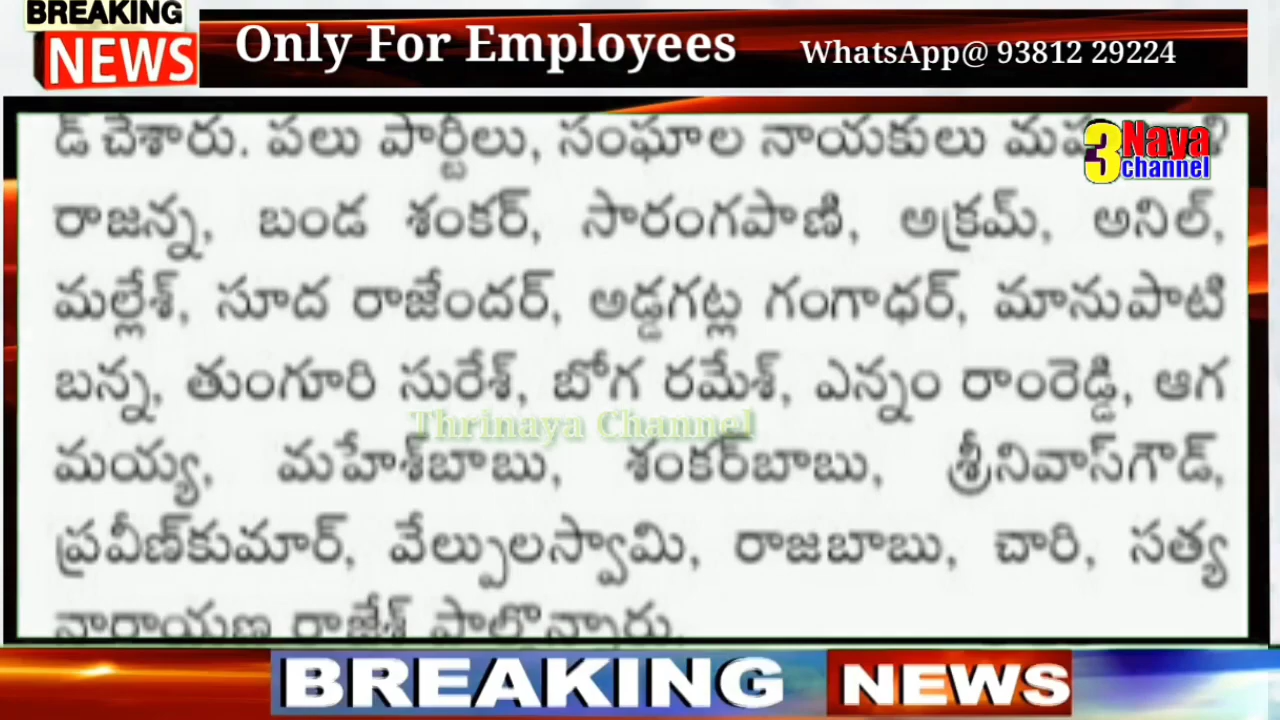 BREAKING
NEWS
Only For Employees
WhatsApp@ 93812 29224
డ్ చేశారు. పలు పార్టీలు, సంఘాల నాయకులు
3 Naya
channel
రాజన్న, బండ శంకర్, సారంగపాణి, అక్రమ్, అనిల్,
మల్లేశ్, సూద రాజేందర్, అడ్డగట్ల గంగాధర్, మానుపాటి
బన్న, తుంగూరి సురేశ్, బోగ రమేశ్, ఎన్నం రాంరెడ్డి, ఆగ
Thrinaya Channel
మయ్య, మహేశ్‌బాబు, శంకర్‌బాబు, శ్రీనివాస్‌గౌడ్,
ప్రవీణ్‌కుమార్, వేల్పులస్వామి, రాజబాబు, చారి, సత్య
నారాయణ రాజేశ్ పాల్గొన్నారు.
BREAKING NEWS